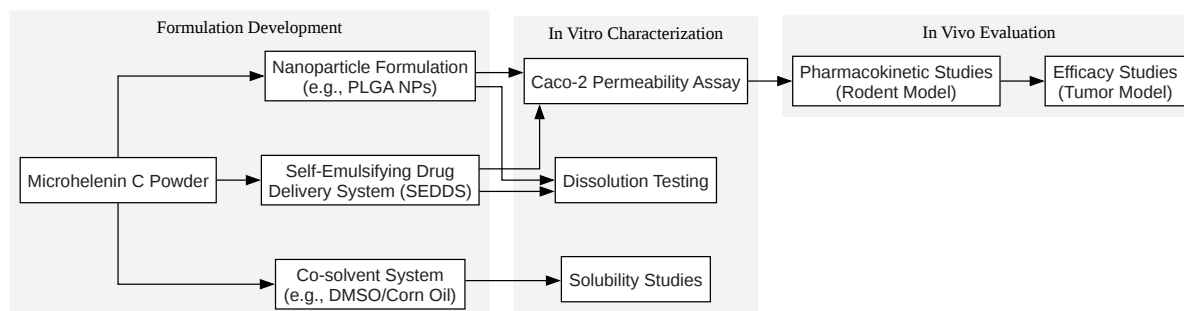 Formulation Development
In Vitro Characterization
In Vivo Evaluation
Nanoparticle Formulation
(e.g., PLGA NPs)
Caco-2 Permeability Assay
Pharmacokinetic Studies
(Rodent Model)
Efficacy Studies
(Tumor Model)
Microhelenin C Powder
Self-Emulsifying Drug
Delivery System (SEDDS)
Dissolution Testing
Co-solvent System
(e.g., DMSO/Corn Oil)
Solubility Studies